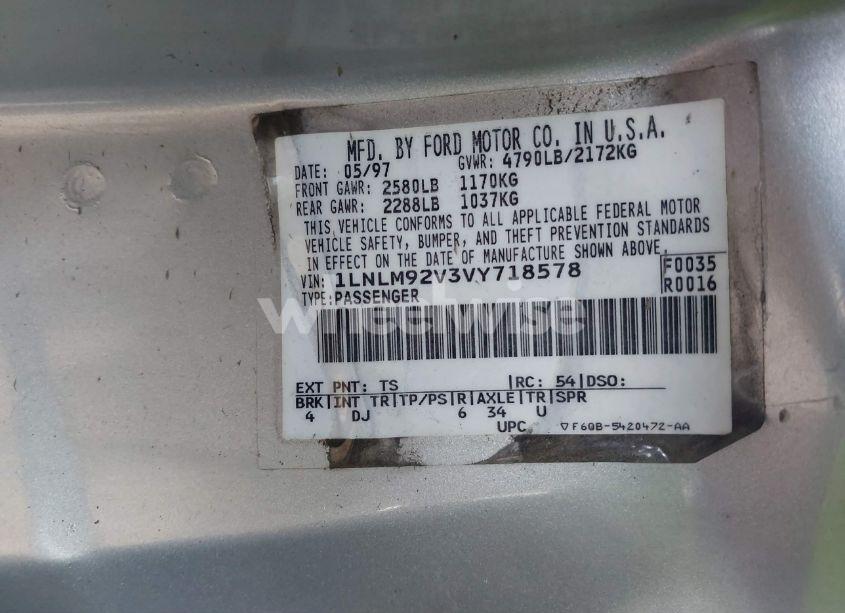 MFD. BY FORD MOTOR CO. IN U.S.A.
DATE: 05/97 GVWR: 4790LB/2172KG
FRONT GAWR: 2580LB 1170KG
REAR GAWR: 2288LB 1037KG
THIS VEHICLE CONFORMS TO ALL APPLICABLE FEDERAL MOTOR
VEHICLE SAFETY, BUMPER, AND THEFT PREVENTION STANDARDS
IN EFFECT ON THE DATE OF MANUFACTURE SHOWN ABOVE.
VIN: 1LNLM92V3VY718578 F0035
TYPE: PASSENGER R0016
wheelwise
EXT PNT: TS |RC: 54|DSO:
BRK|INT TR|TP/PS|R|AXLE|TR|SPR
4 DJ 6 34 U
UPC ▽F6QB-5420472-AA